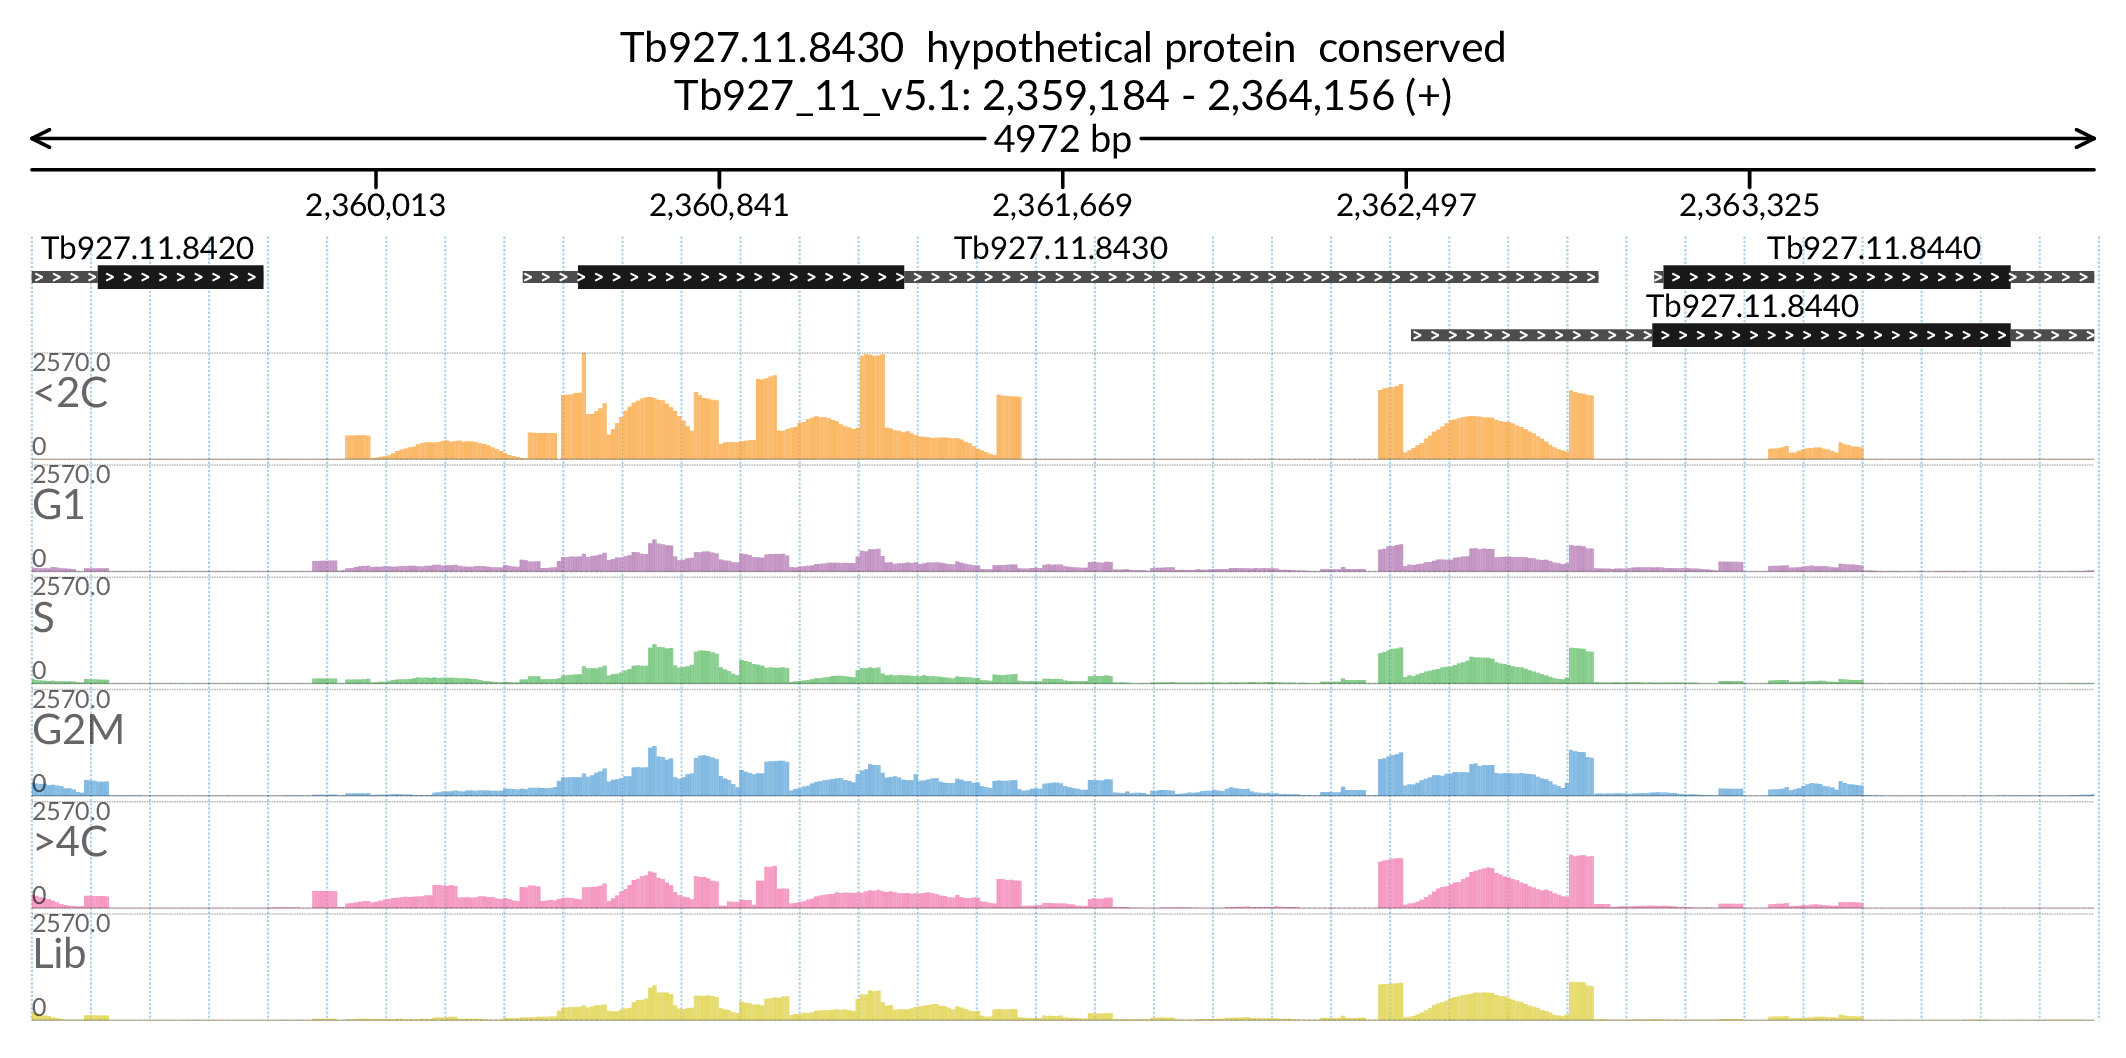 Tb927.11.8430 hypothetical protein conserved
Tb927_11_v5.1: 2,359,184 - 2,364,156 (+)
4972 bp
2,360,013 2,360,841 2,361,669 2,362,497 2,363,325
Tb927.11.8420 Tb927.11.8430 Tb927.11.8440
Tb927.11.8440
2570.0
<2C
0
2570.0
G1
0
2570.0
S
0
2570.0
G2M
0
2570.0
>4C
0
2570.0
Lib
0